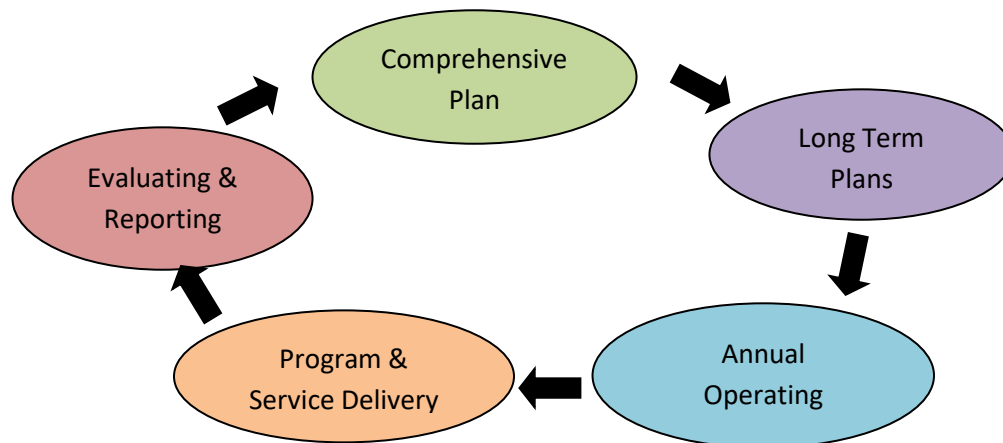 Comprehensive
Plan
Long Term
Plans
Annual
Operating
Program &
Service Delivery
Evaluating &
Reporting